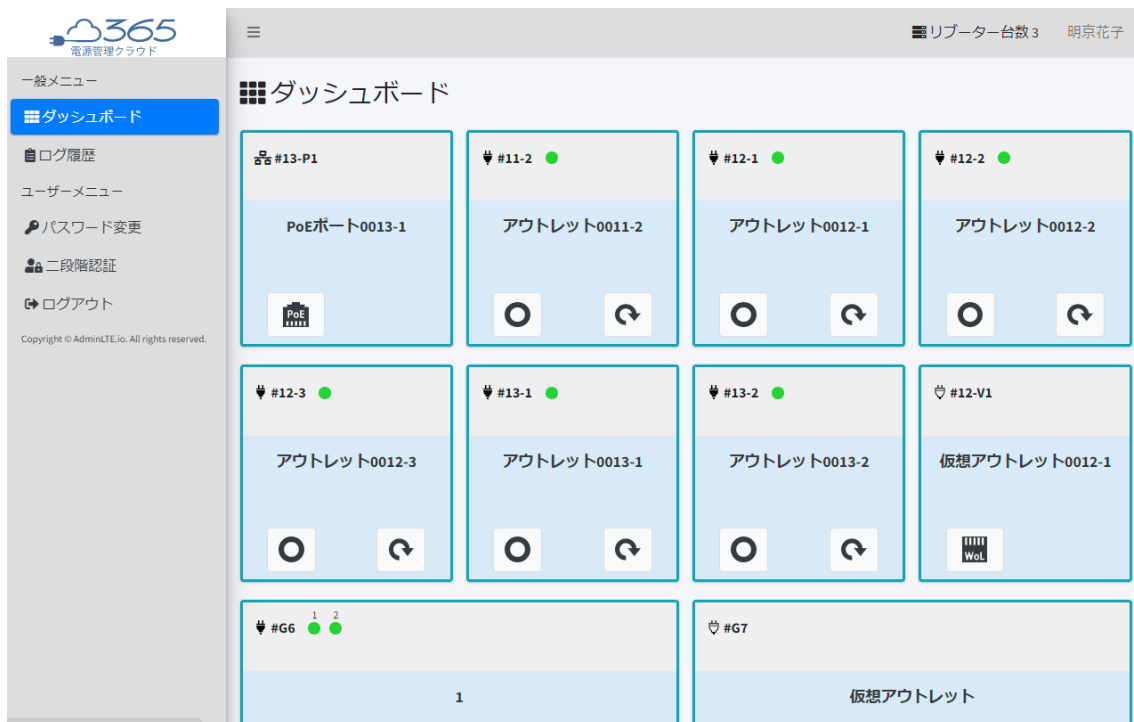 365
電源管理クラウド
リブーター台数 3 明京花子
一般メニュー
ダッシュボード
ログ履歴
ユーザーメニュー
パスワード変更
二段階認証
ログアウト
Copyright © AdminLTE.io. All rights reserved.
ダッシュボード
#13-P1
PoEポート0013-1
PoE
#11-2
アウトレット0011-2
#12-1
アウトレット0012-1
#12-2
アウトレット0012-2
#12-3
アウトレット0012-3
#13-1
アウトレット0013-1
#13-2
アウトレット0013-2
#12-V1
仮想アウトレット0012-1
WoL
#G6 1 2
1
#G7
仮想アウトレット